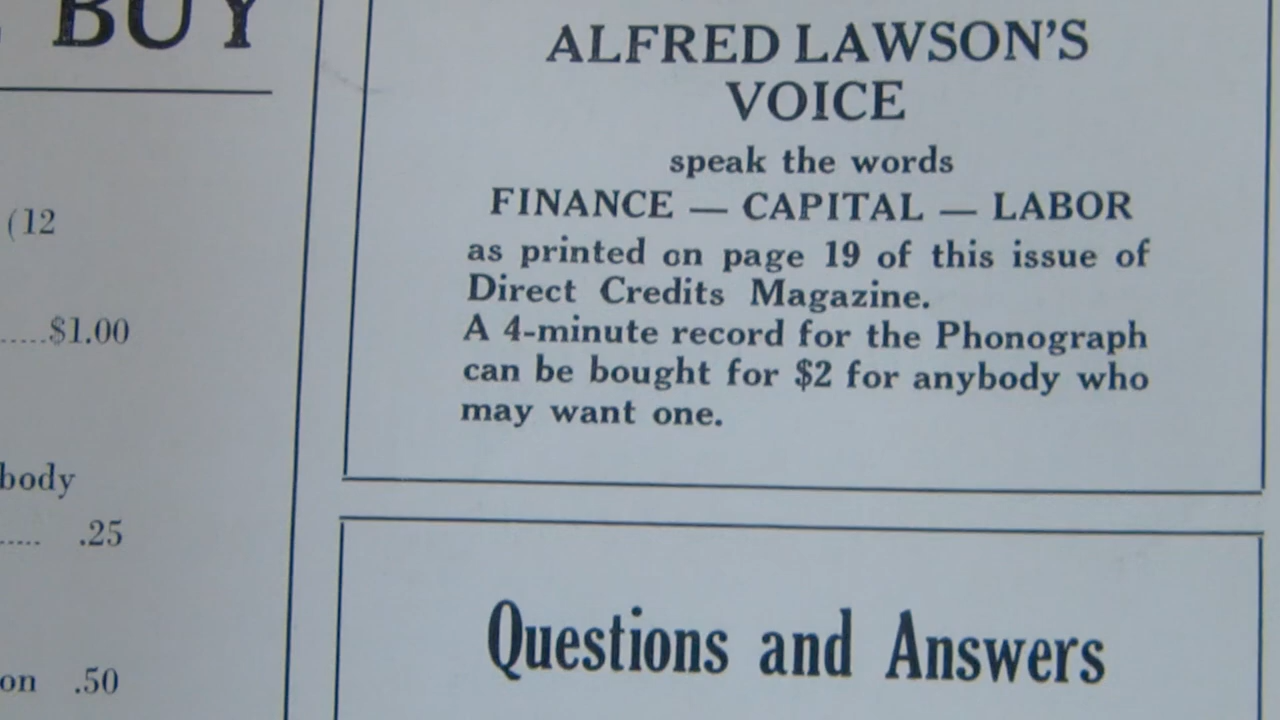 BUY
(12
.....$1.00
body
..... .25
on .50
ALFRED LAWSON'S
VOICE
speak the words
FINANCE — CAPITAL — LABOR
as printed on page 19 of this issue of
Direct Credits Magazine.
A 4-minute record for the Phonograph
can be bought for $2 for anybody who
may want one.
Questions and Answers